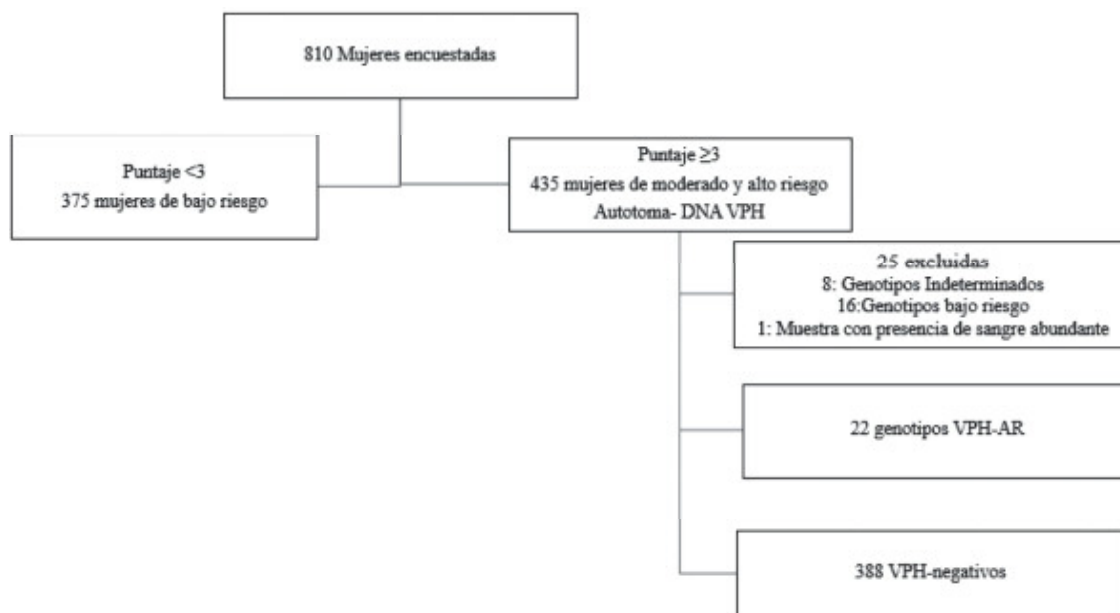 810 Mujeres encuestadas
Puntaje <3
375 mujeres de bajo riesgo
Puntaje ≥3
435 mujeres de moderado y alto riesgo
Autotoma- DNA VPH
25 excluidas
8: Genotipos Indeterminados
16:Genotipos bajo riesgo
1: Muestra con presencia de sangre abundante
22 genotipos VPH-AR
388 VPH-negativos